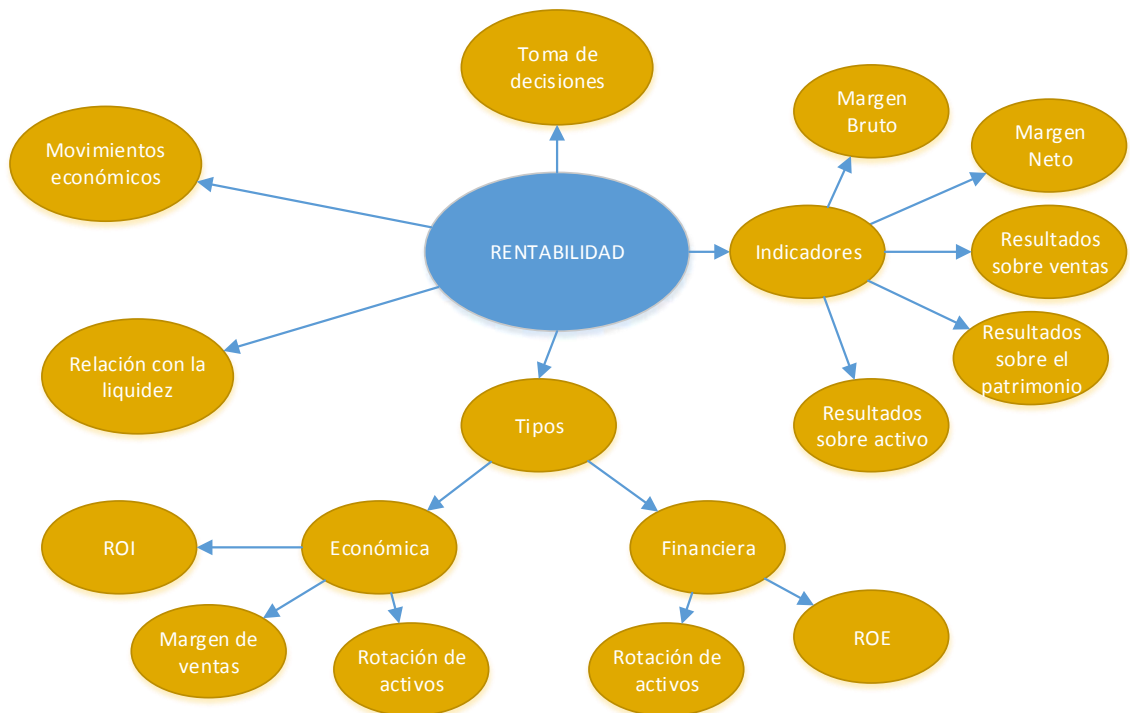 Toma de
decisiones
Margen
Bruto
Margen
Neto
Movimientos
económicos
RENTABILIDAD
Indicadores
Resultados
sobre ventas
Resultados
sobre el
patrimonio
Relación con la
liquidez
Resultados
sobre activo
Tipos
ROI
Económica
Financiera
Margen de
ventas
Rotación de
activos
Rotación de
activos
ROE